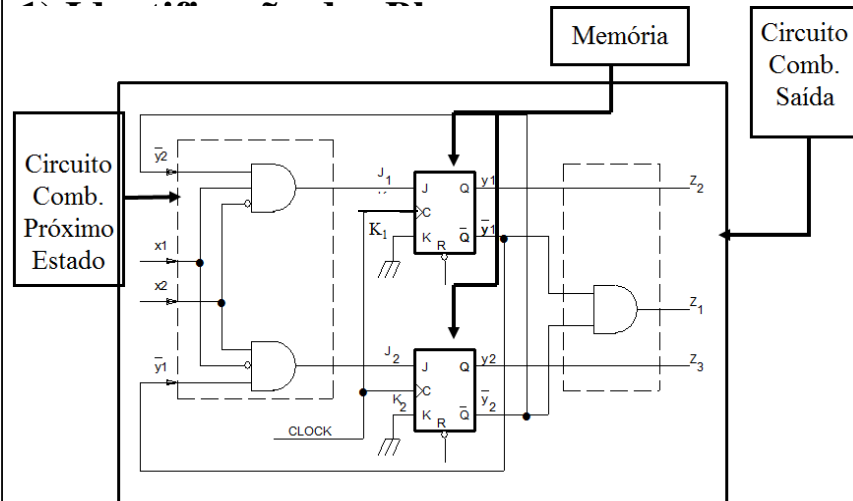 Memória
Circuito
Comb.
Saída
Circuito
Comb.
Próximo
Estado
y2
x1
x2
y1
J1
K1
J
C
K
R
Q
Q
y1
y1
Z2
Z1
J2
K2
J
C
K
R
Q
Q
y2
y2
Z3
CLOCK